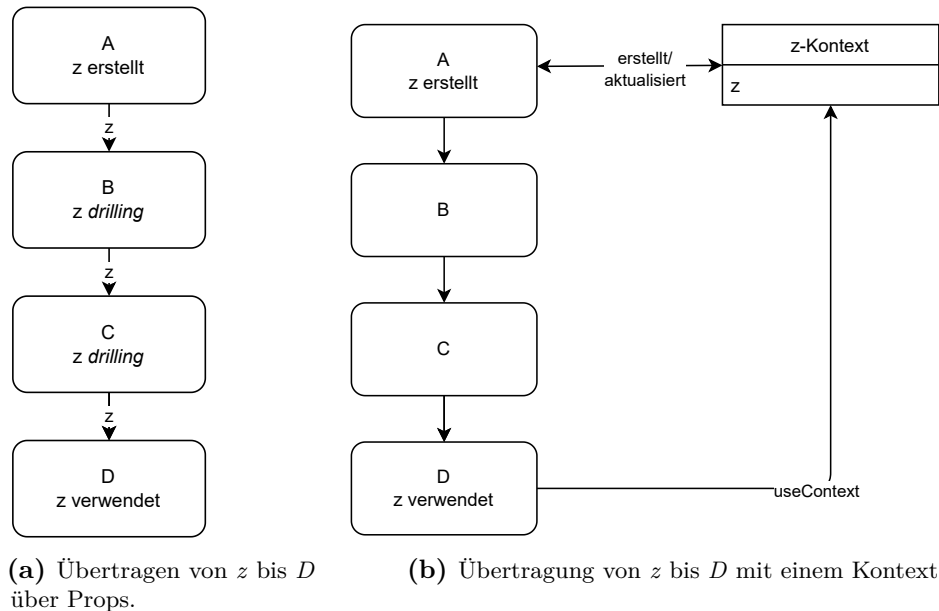 A
z erstellt
z
B
z drilling
z
C
z drilling
z
D
z verwendet
(a) Übertragen von z bis D
über Props.
A
z erstellt
erstellt/
aktualisiert
z-Kontext
z
B
C
D
z verwendet
useContext
(b) Übertragung von z bis D mit einem Kontext